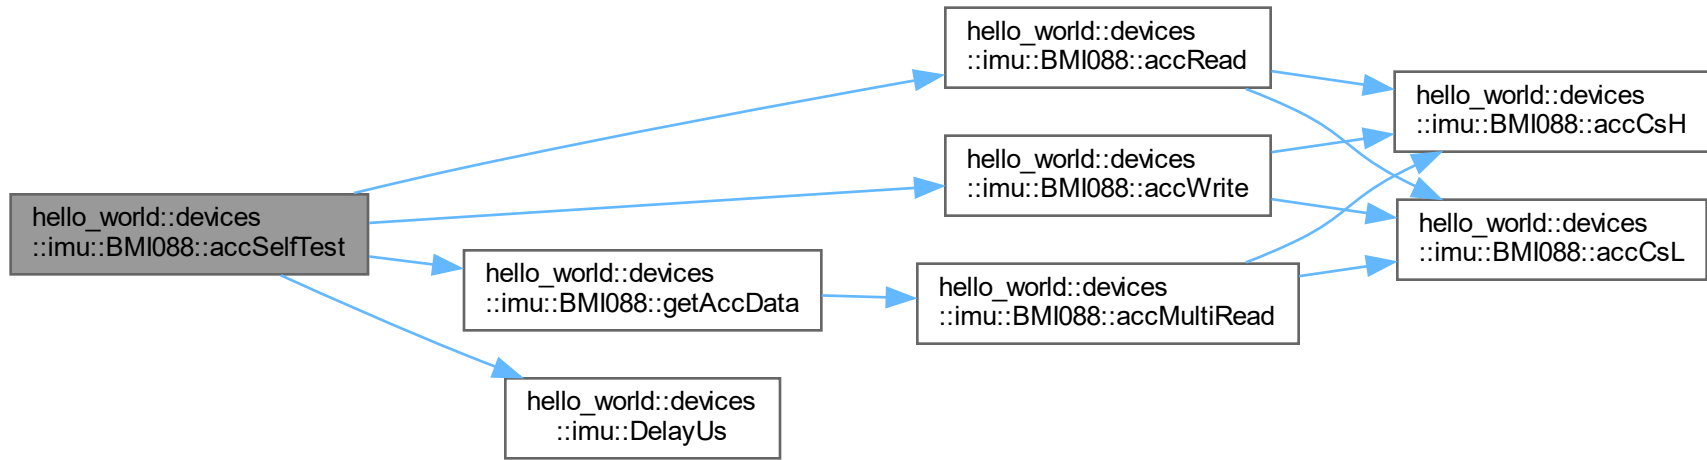 hello_world::devices
::imu::BMI088::accSelfTest
hello_world::devices
::imu::BMI088::accRead
hello_world::devices
::imu::BMI088::accWrite
hello_world::devices
::imu::BMI088::getAccData
hello_world::devices
::imu::DelayUs
hello_world::devices
::imu::BMI088::accMultiRead
hello_world::devices
::imu::BMI088::accCsH
hello_world::devices
::imu::BMI088::accCsL